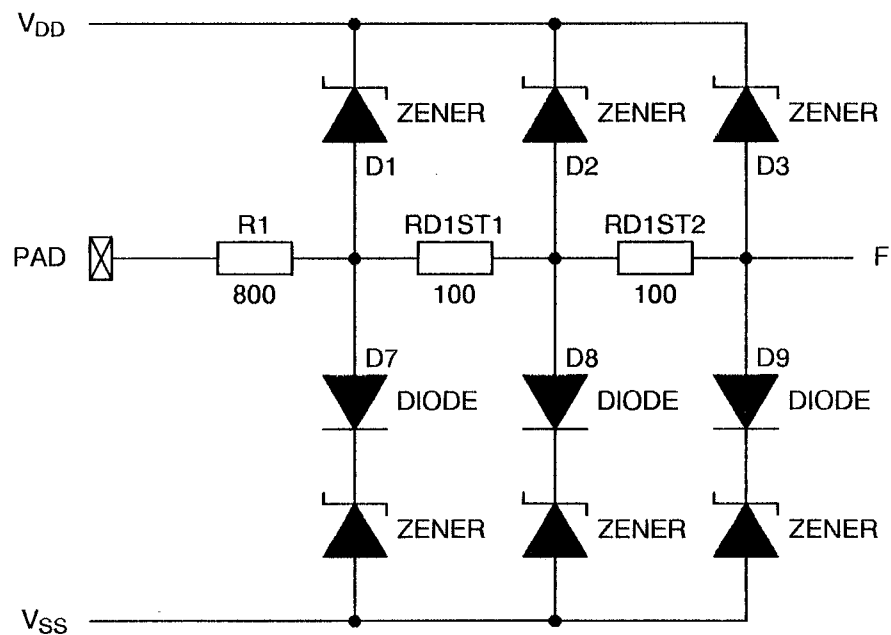 VDD
ZENER ZENER ZENER
D1 D2 D3
R1 RD1ST1 RD1ST2
PAD F
800 100 100
D7 D8 D9
DIODE DIODE DIODE
ZENER ZENER ZENER
VSS